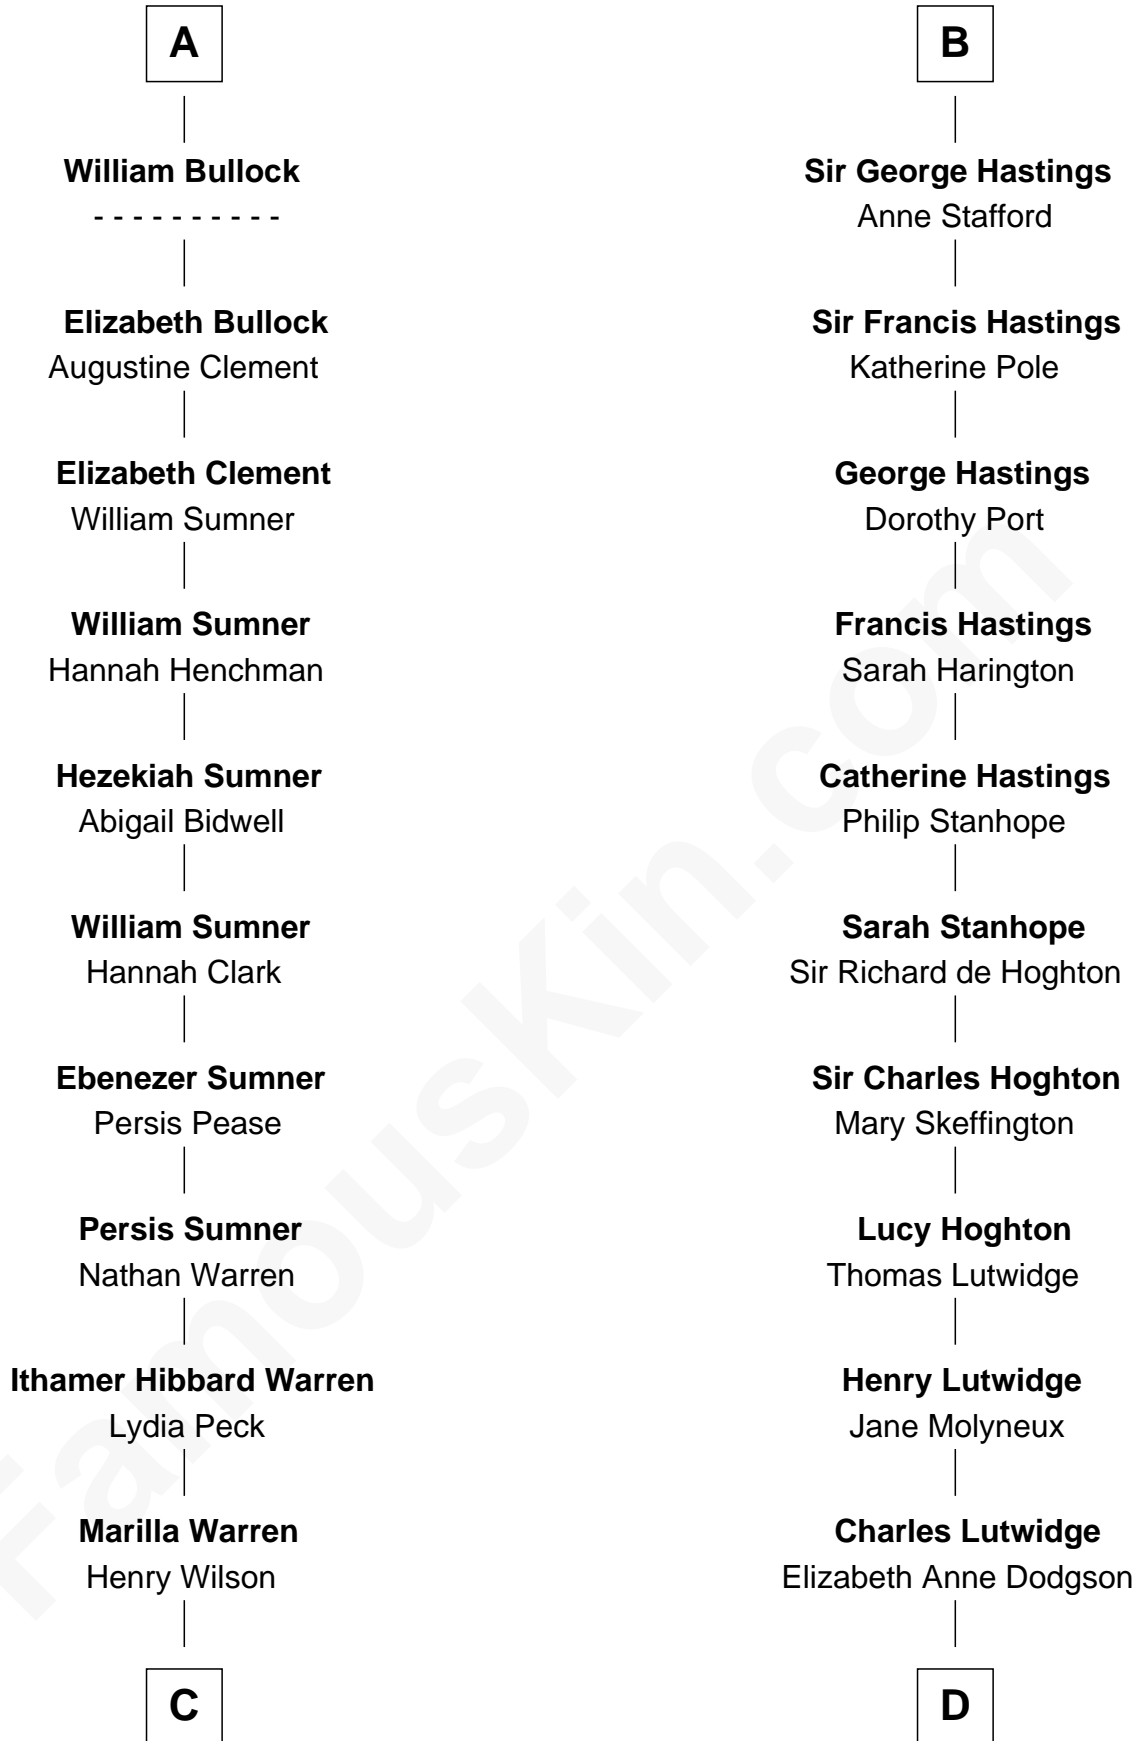 A
William Bullock
- - - - - - - - - -
Elizabeth Bullock
Augustine Clement
Elizabeth Clement
William Sumner
William Sumner
Hannah Henchman
Hezekiah Sumner
Abigail Bidwell
William Sumner
Hannah Clark
Ebenezer Sumner
Persis Pease
Persis Sumner
Nathan Warren
Ithamer Hibbard Warren
Lydia Peck
Marilla Warren
Henry Wilson
C
B
Sir George Hastings
Anne Stafford
Sir Francis Hastings
Katherine Pole
George Hastings
Dorothy Port
Francis Hastings
Sarah Harington
Catherine Hastings
Philip Stanhope
Sarah Stanhope
Sir Richard de Hoghton
Sir Charles Hoghton
Mary Skeffington
Lucy Hoghton
Thomas Lutwidge
Henry Lutwidge
Jane Molyneux
Charles Lutwidge
Elizabeth Anne Dodgson
D
FamousKin.com